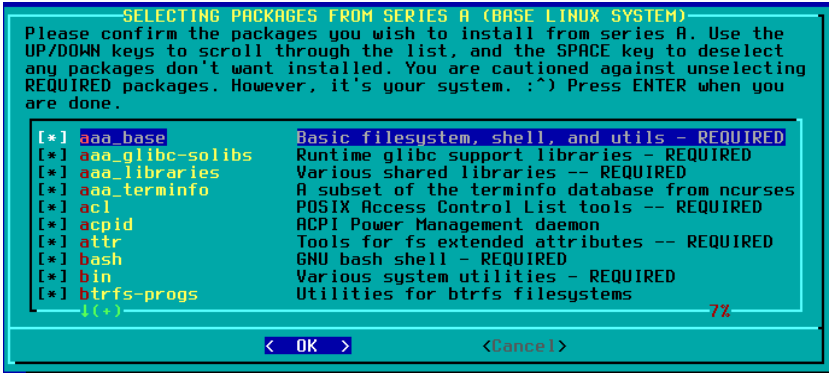 SELECTING PACKAGES FROM SERIES A (BASE LINUX SYSTEM)
Please confirm the packages you wish to install from series A. Use the
UP/DOWN keys to scroll through the list, and the SPACE key to deselect
any packages don't want installed. You are cautioned against unselecting
REQUIRED packages. However, it's your system. :^) Press ENTER when you
are done.
[*] aaa_base Basic filesystem, shell, and utils - REQUIRED
[*] aaa_glibc-solibs Runtime glibc support libraries - REQUIRED
[*] aaa_libraries Various shared libraries -- REQUIRED
[*] aaa_terminfo A subset of the terminfo database from ncurses
[*] acl POSIX Access Control List tools -- REQUIRED
[*] acpid ACPI Power Management daemon
[*] attr Tools for fs extended attributes -- REQUIRED
[*] bash GNU bash shell - REQUIRED
[*] bin Various system utilities - REQUIRED
[*] btrfs-progs Utilities for btrfs filesystems
↓(+) 7%
< OK > <Cancel>